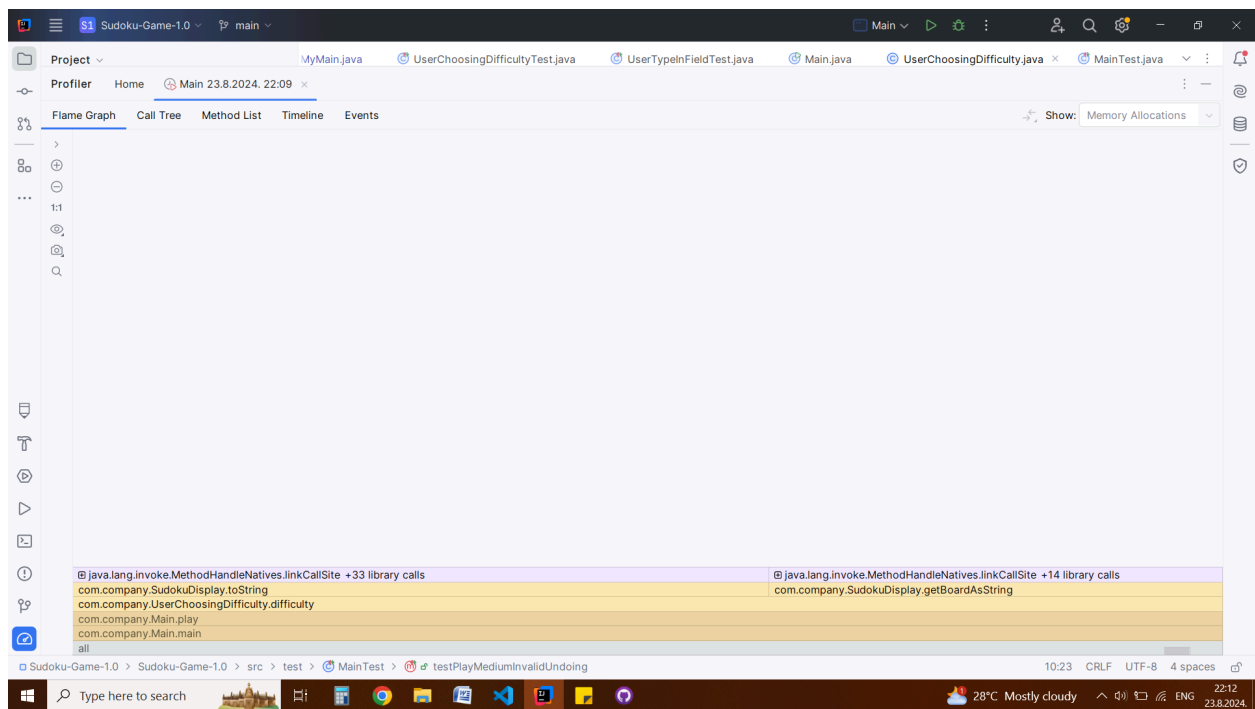 S1 Sudoku-Game-1.0 main Main
Project MyMain.java UserChoosingDifficultyTest.java UserTypeInFieldTest.java Main.java UserChoosingDifficulty.java MainTest.java
Profiler Home Main 23.8.2024. 22:09
Flame Graph Call Tree Method List Timeline Events Show: Memory Allocations
1:1
java.lang.invoke.MethodHandleNatives.linkCallSite +33 library calls java.lang.invoke.MethodHandleNatives.linkCallSite +14 library calls
com.company.SudokuDisplay.toString com.company.SudokuDisplay.getBoardAsString
com.company.UserChoosingDifficulty.difficulty
com.company.Main.play
com.company.Main.main
all
Sudoku-Game-1.0 > Sudoku-Game-1.0 > src > test > MainTest > testPlayMediumInvalidUndoing 10:23 CRLF UTF-8 4 spaces
Type here to search 28°C Mostly cloudy ENG 22:12
23.8.2024.